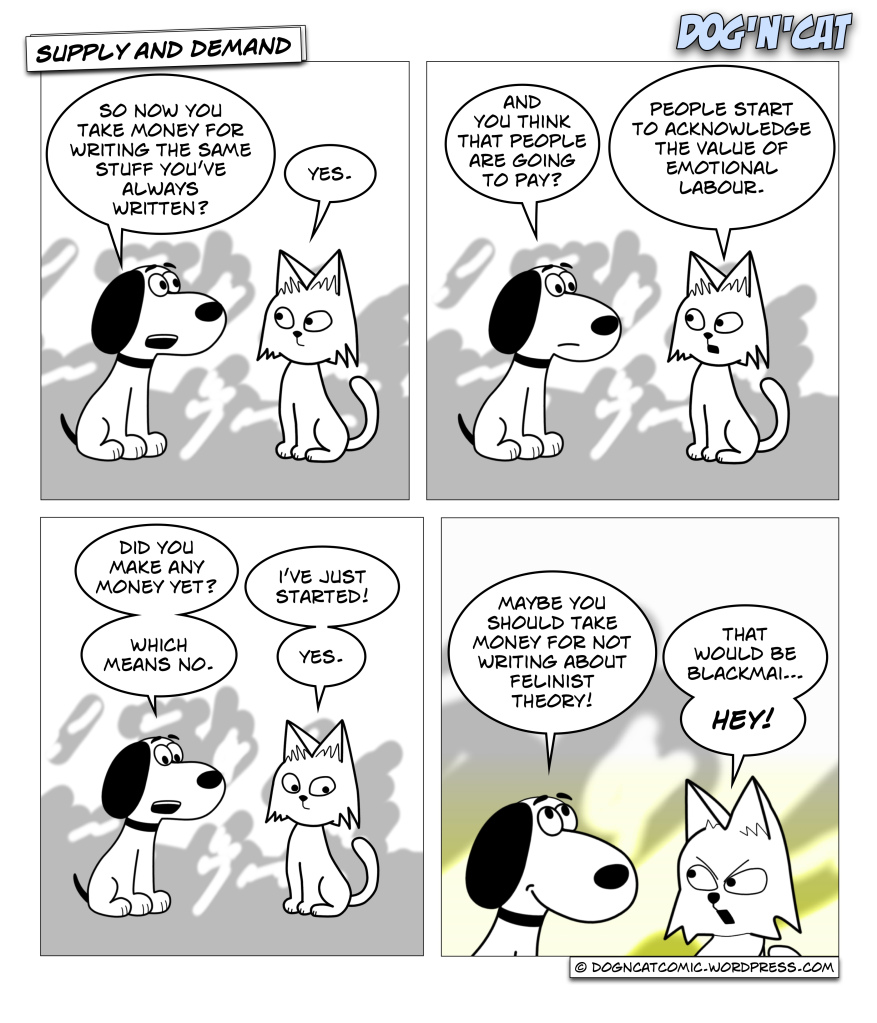 SUPPLY AND DEMAND
DOG'N'CAT
SO NOW YOU
TAKE MONEY FOR
WRITING THE SAME
STUFF YOU'VE
ALWAYS
WRITTEN?
YES.
AND
YOU THINK
THAT PEOPLE
ARE GOING
TO PAY?
PEOPLE START
TO ACKNOWLEDGE
THE VALUE OF
EMOTIONAL
LABOUR.
DID YOU
MAKE ANY
MONEY YET?
I'VE JUST
STARTED!
WHICH
MEANS NO.
YES.
MAYBE YOU
SHOULD TAKE
MONEY FOR NOT
WRITING ABOUT
FELINIST
THEORY!
THAT
WOULD BE
BLACKMAI...
HEY!
© DOGNCATCOMIC.WORDPRESS.COM